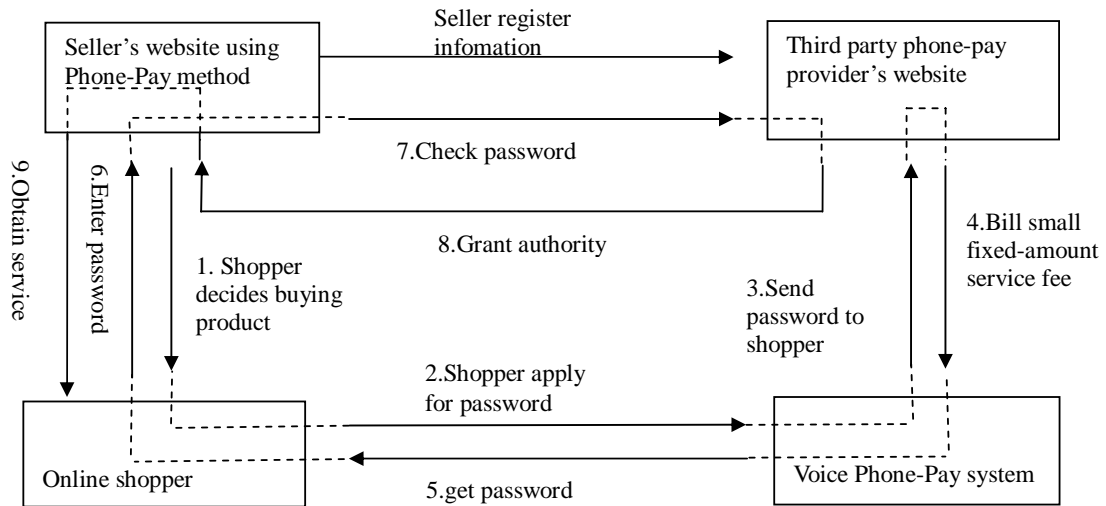 Seller’s website using
Phone-Pay method
Seller register
infomation
Third party phone-pay
provider’s website
7.Check password
8.Grant authority
9.Obtain service
6.Enter password
1. Shopper
decides buying
product
4.Bill small
fixed-amount
service fee
3.Send
password to
shopper
2.Shopper apply
for password
Online shopper
5.get password
Voice Phone-Pay system